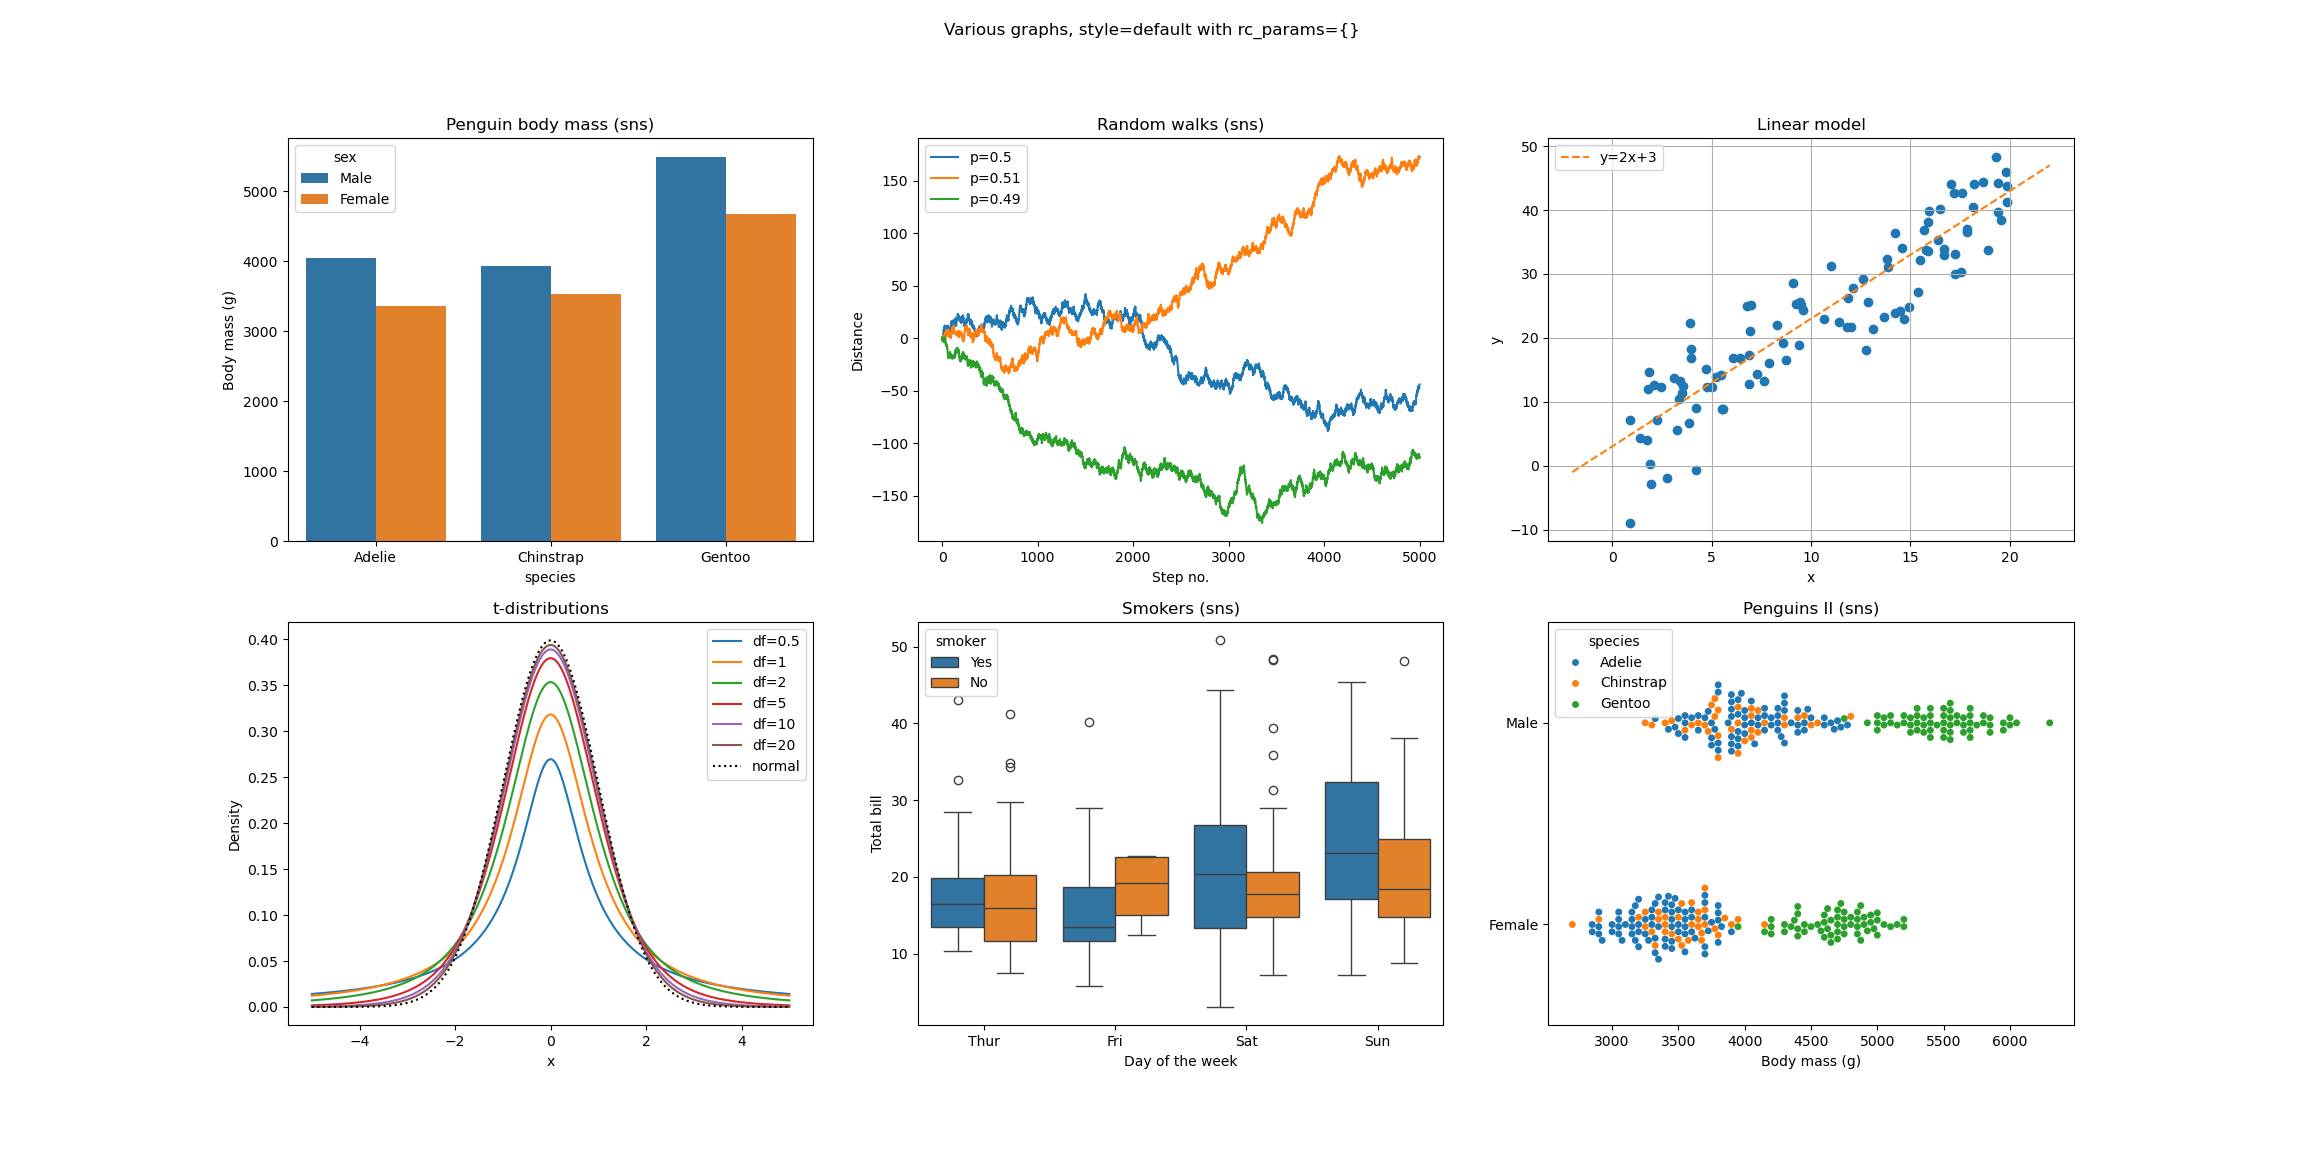 Various graphs, style=default with rc_params={}
Penguin body mass (sns)
sex
Male
Female
Body mass (g)
5000
4000
3000
2000
1000
0
Adelie Chinstrap Gentoo
species
Random walks (sns)
p=0.5
p=0.51
p=0.49
Distance
150
100
50
0
−50
−100
−150
0 1000 2000 3000 4000 5000
Step no.
Linear model
y=2x+3
y
50
40
30
20
10
0
−10
0 5 10 15 20
x
t-distributions
df=0.5
df=1
df=2
df=5
df=10
df=20
normal
Density
0.40
0.35
0.30
0.25
0.20
0.15
0.10
0.05
0.00
−4 −2 0 2 4
x
Smokers (sns)
smoker
Yes
No
Total bill
50
40
30
20
10
Thur Fri Sat Sun
Day of the week
Penguins II (sns)
species
Adelie
Chinstrap
Gentoo
Male
Female
3000 3500 4000 4500 5000 5500 6000
Body mass (g)